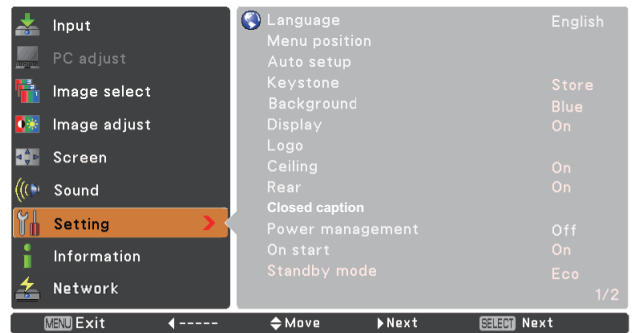 Input
PC adjust
Image select
Image adjust
Screen
Sound
Setting
Information
Network
Language English
Menu position
Auto setup
Keystone Store
Background Blue
Display On
Logo
Ceiling On
Rear On
Closed caption
Power management Off
On start On
Standby mode Eco
1/2
MENU Exit ----- Move Next SELECT Next